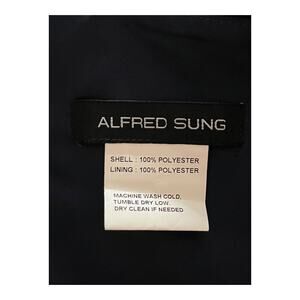 ALFRED SUNG
SHELL : 100% POLYESTER
LINING : 100% POLYESTER
MACHINE WASH COLD,
TUMBLE DRY LOW.
DRY CLEAN IF NEEDED